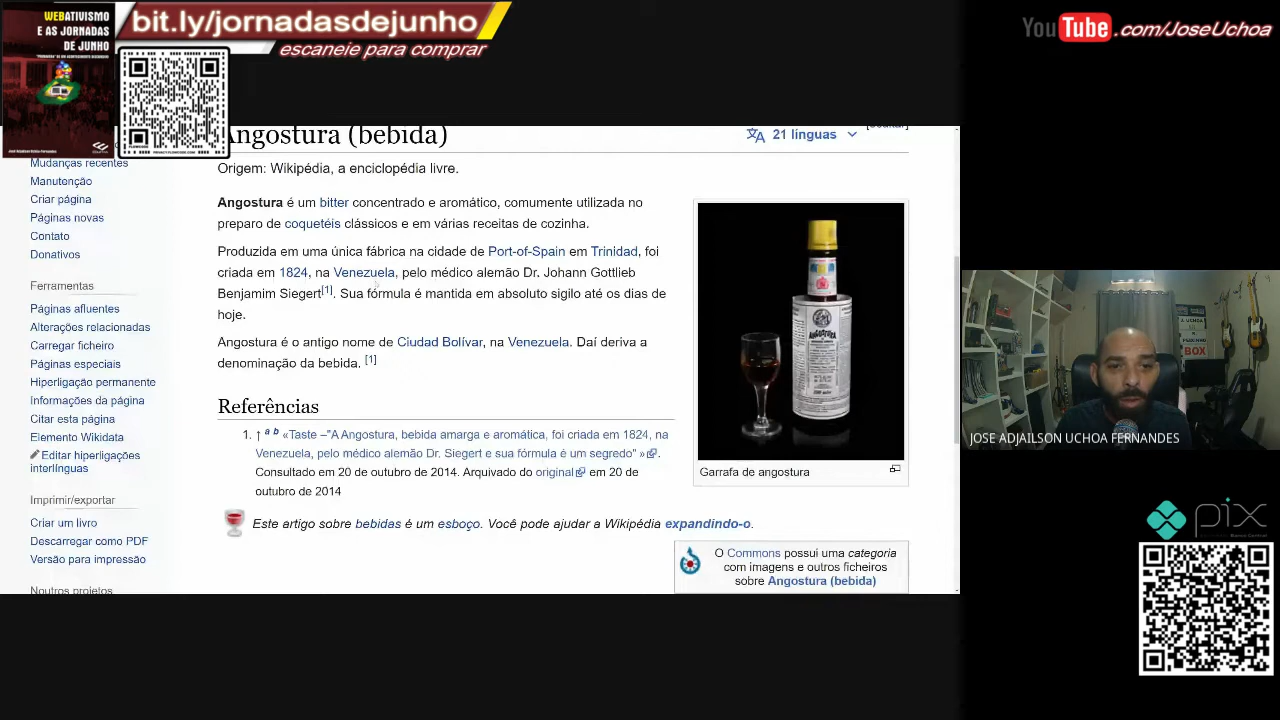 WEBATIVISMO
E AS JORNADAS
DE JUNHO
bit.ly/jornadasdejunho
escaneie para comprar
YouTube.com/JoseUchoa
Angostura (bebida)
21 línguas
Origem: Wikipédia, a enciclopédia livre.
Mudanças recentes
Manutenção
Criar página
Páginas novas
Contato
Donativos
Ferramentas
Páginas afluentes
Alterações relacionadas
Carregar ficheiro
Páginas especiais
Hiperligação permanente
Informações da página
Citar esta página
Elemento Wikidata
Editar hiperligações
interlínguas
Imprimir/exportar
Criar um livro
Descarregar como PDF
Versão para impressão
Noutros projetos
Angostura é um bitter concentrado e aromático, comumente utilizada no
preparo de coquetéis clássicos e em várias receitas de cozinha.
Produzida em uma única fábrica na cidade de Port-of-Spain em Trinidad, foi
criada em 1824, na Venezuela, pelo médico alemão Dr. Johann Gottlieb
Benjamim Siegert[1]. Sua fórmula é mantida em absoluto sigilo até os dias de
hoje.
Angostura é o antigo nome de Ciudad Bolívar, na Venezuela. Daí deriva a
denominação da bebida. [1]
Referências
1. ↑ a b «Taste –"A Angostura, bebida amarga e aromática, foi criada em 1824, na
Venezuela, pelo médico alemão Dr. Siegert e sua fórmula é um segredo" ».
Consultado em 20 de outubro de 2014. Arquivado do original em 20 de
outubro de 2014
Este artigo sobre bebidas é um esboço. Você pode ajudar a Wikipédia expandindo-o.
ANGOSTURA
Garrafa de angostura
O Commons possui uma categoria
com imagens e outros ficheiros
sobre Angostura (bebida)
BOX
JOSE ADJAILSON UCHOA FERNANDES
pix
Banco Central